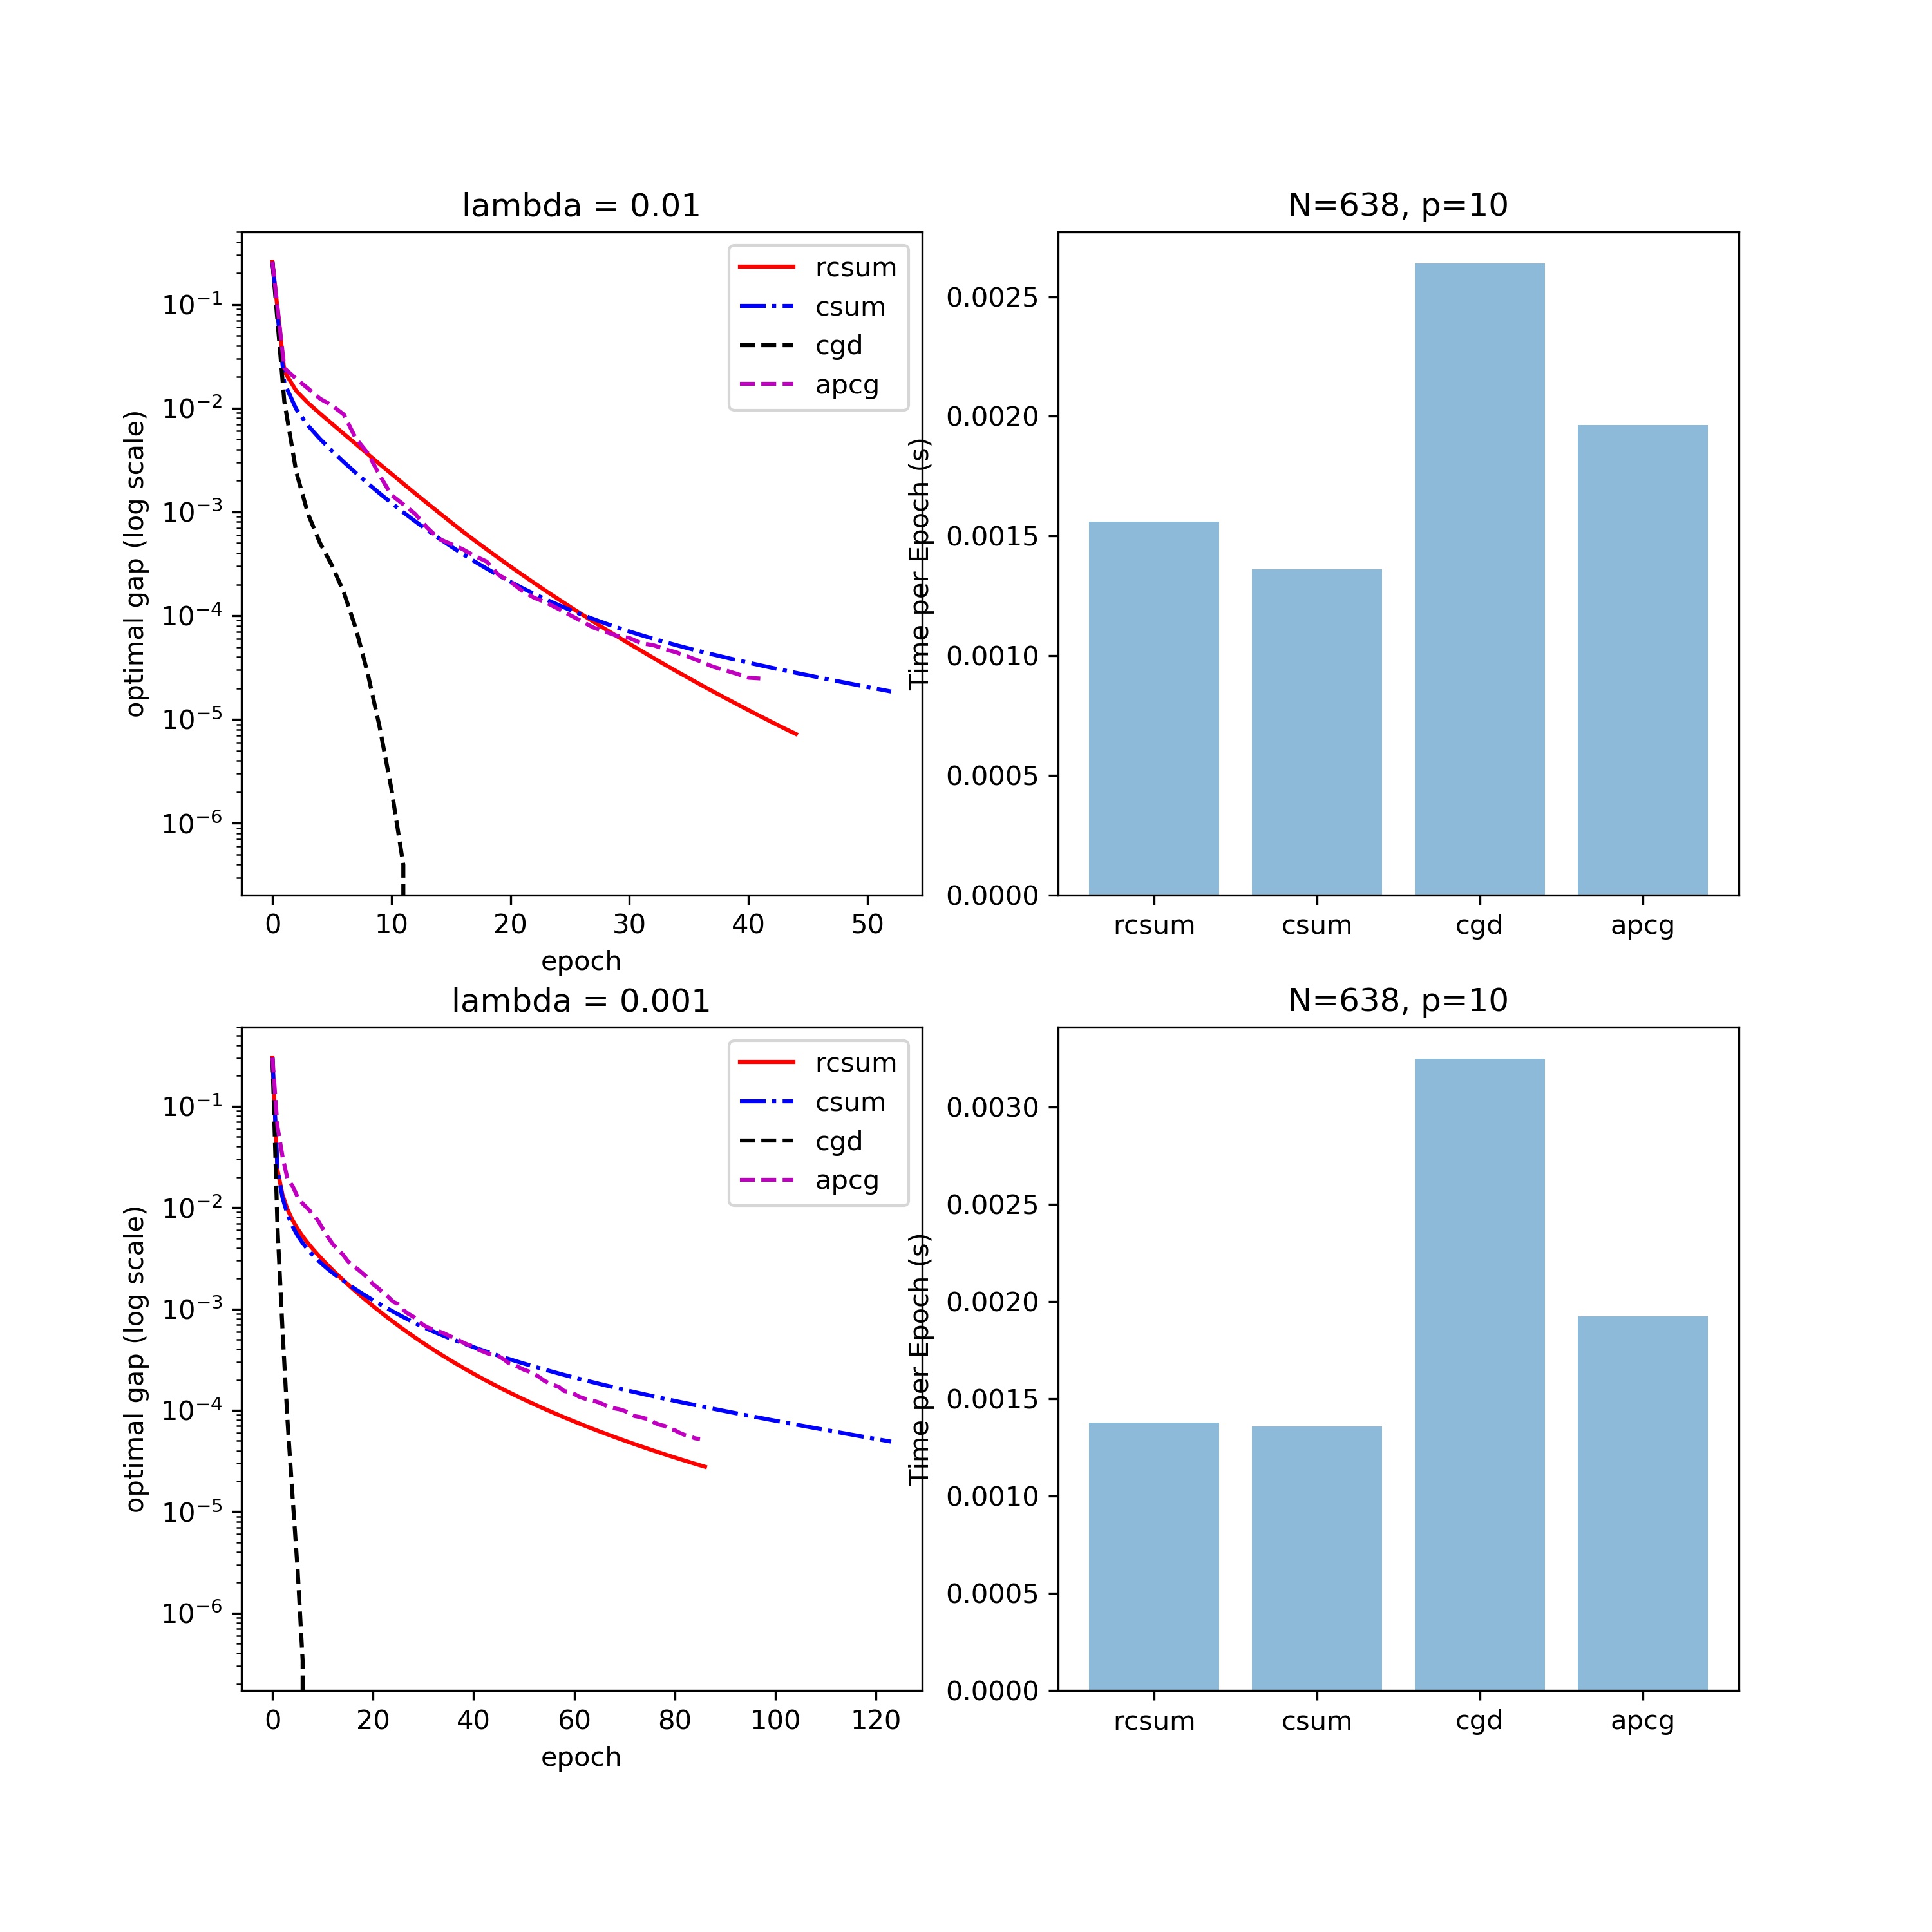 lambda = 0.01
optimal gap (log scale)
10⁻¹
10⁻²
10⁻³
10⁻⁴
10⁻⁵
10⁻⁶
rcsum
csum
cgd
apcg
0 10 20 30 40 50
epoch
N=638, p=10
Time per Epoch (s)
0.0025
0.0020
0.0015
0.0010
0.0005
0.0000
rcsum csum cgd apcg
lambda = 0.001
optimal gap (log scale)
10⁻¹
10⁻²
10⁻³
10⁻⁴
10⁻⁵
10⁻⁶
rcsum
csum
cgd
apcg
0 20 40 60 80 100 120
epoch
N=638, p=10
Time per Epoch (s)
0.0030
0.0025
0.0020
0.0015
0.0010
0.0005
0.0000
rcsum csum cgd apcg